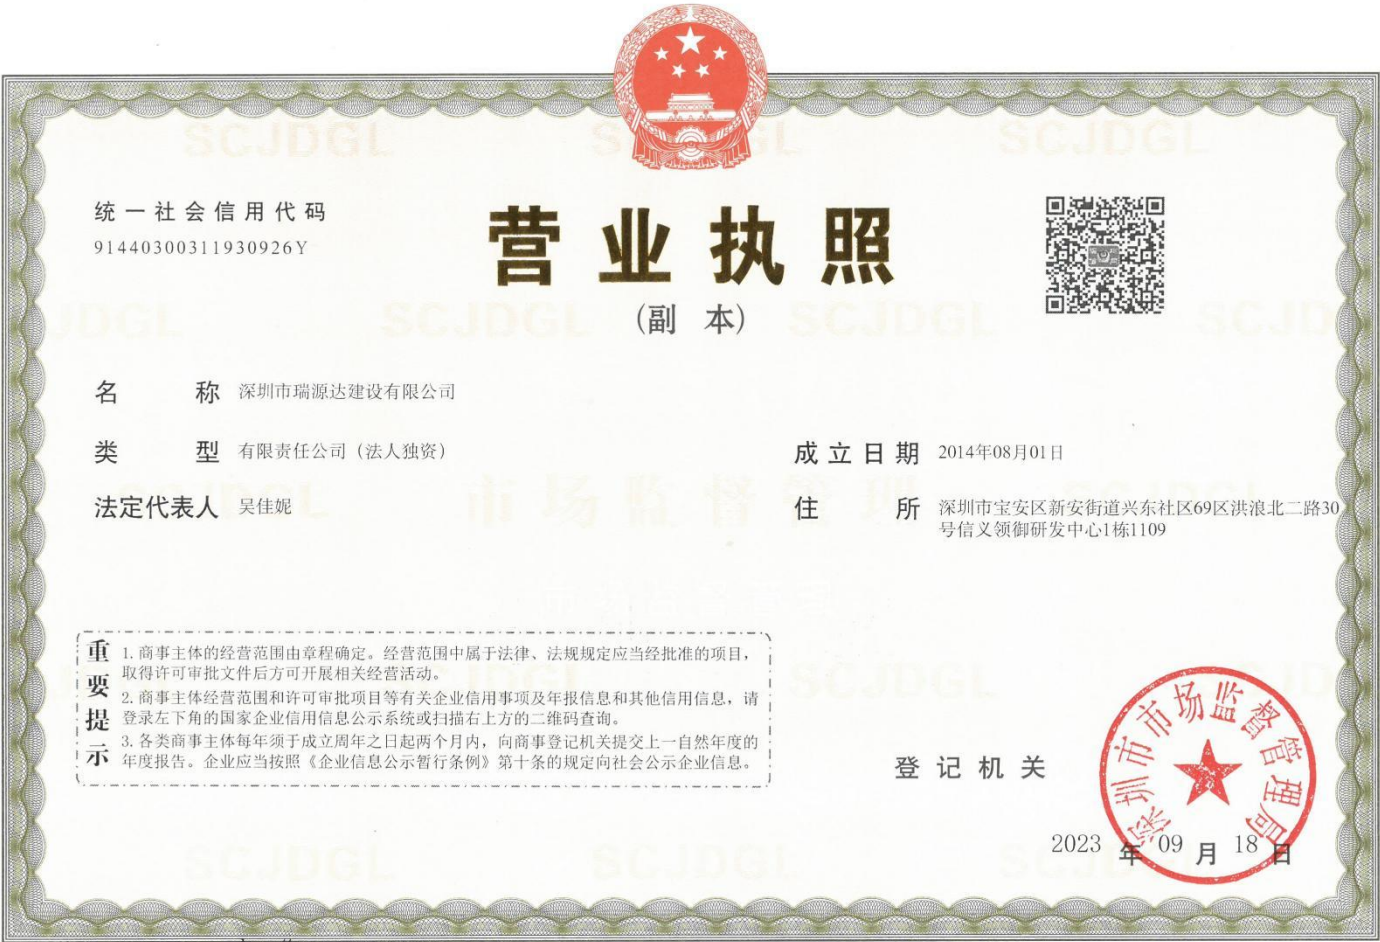 统一社会信用代码
91440300311930926Y
营业执照
(副 本)
名 称 深圳市瑞源达建设有限公司
类 型 有限责任公司（法人独资）
成立日期 2014年08月01日
法定代表人 吴佳妮
住 所 深圳市宝安区新安街道兴东社区69区洪浪北二路30
号信义领御研发中心1栋1109
重要提示
1. 商事主体的经营范围由章程确定。经营范围中属于法律、法规规定应当经批准的项目，
取得许可审批文件后方可开展相关经营活动。
2. 商事主体经营范围和许可审批项目等有关企业信用事项及年报信息和其他信用信息，请
登录左下角的国家企业信用信息公示系统或扫描右上方的二维码查询。
3. 各类商事主体每年须于成立周年之日起两个月内，向商事登记机关提交上一自然年度的
年度报告。企业应当按照《企业信息公示暂行条例》第十条的规定向社会公示企业信息。
登记机关
深圳市市场监督管理局
2023 年 09 月 18 日
SCJDGL
市场监督管理